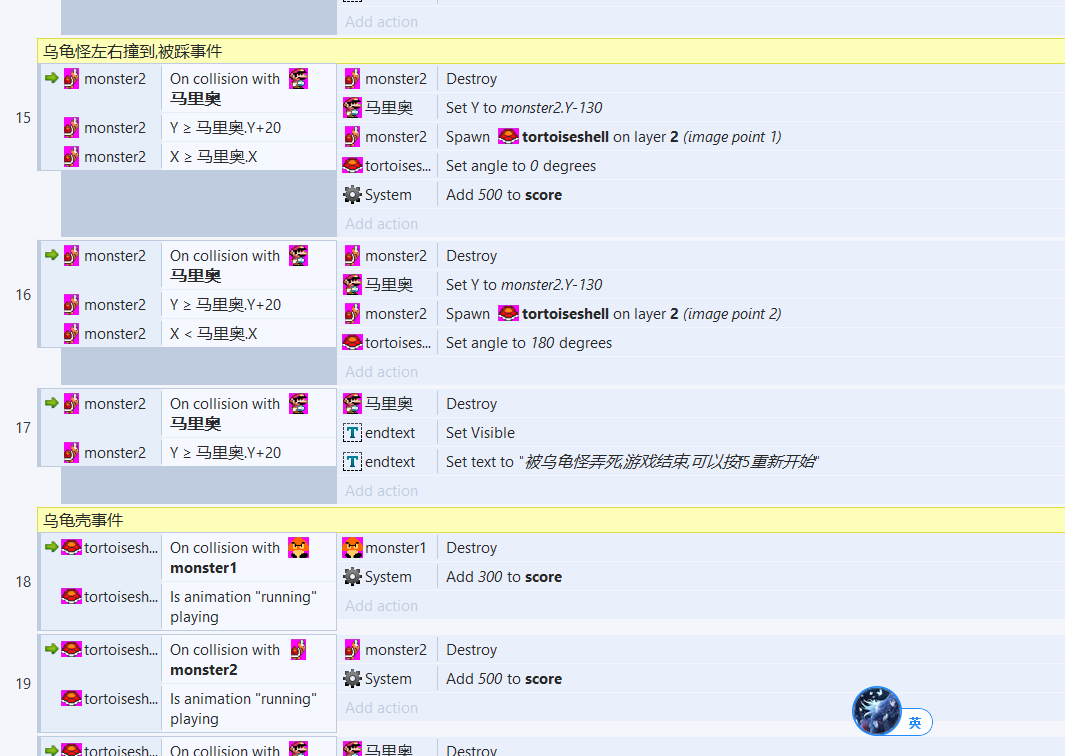 Add action
乌龟怪左右撞到,被踩事件
15
monster2 On collision with 马里奥
monster2 Y ≥ 马里奥.Y+20
monster2 X ≥ 马里奥.X
monster2 Destroy
马里奥 Set Y to monster2.Y-130
monster2 Spawn tortoiseshell on layer 2 (image point 1)
tortoises... Set angle to 0 degrees
System Add 500 to score
Add action
16
monster2 On collision with 马里奥
monster2 Y ≥ 马里奥.Y+20
monster2 X < 马里奥.X
monster2 Destroy
马里奥 Set Y to monster2.Y-130
monster2 Spawn tortoiseshell on layer 2 (image point 2)
tortoises... Set angle to 180 degrees
Add action
17
monster2 On collision with 马里奥
monster2 Y ≥ 马里奥.Y+20
马里奥 Destroy
T endtext Set Visible
T endtext Set text to "被乌龟怪弄死,游戏结束,可以按f5重新开始"
Add action
乌龟壳事件
18
tortoisesh... On collision with monster1
tortoisesh... Is animation "running" playing
monster1 Destroy
System Add 300 to score
Add action
19
tortoisesh... On collision with monster2
tortoisesh... Is animation "running" playing
monster2 Destroy
System Add 500 to score
Add action
英
tortoisesh... On collision with
马里奥 Destroy